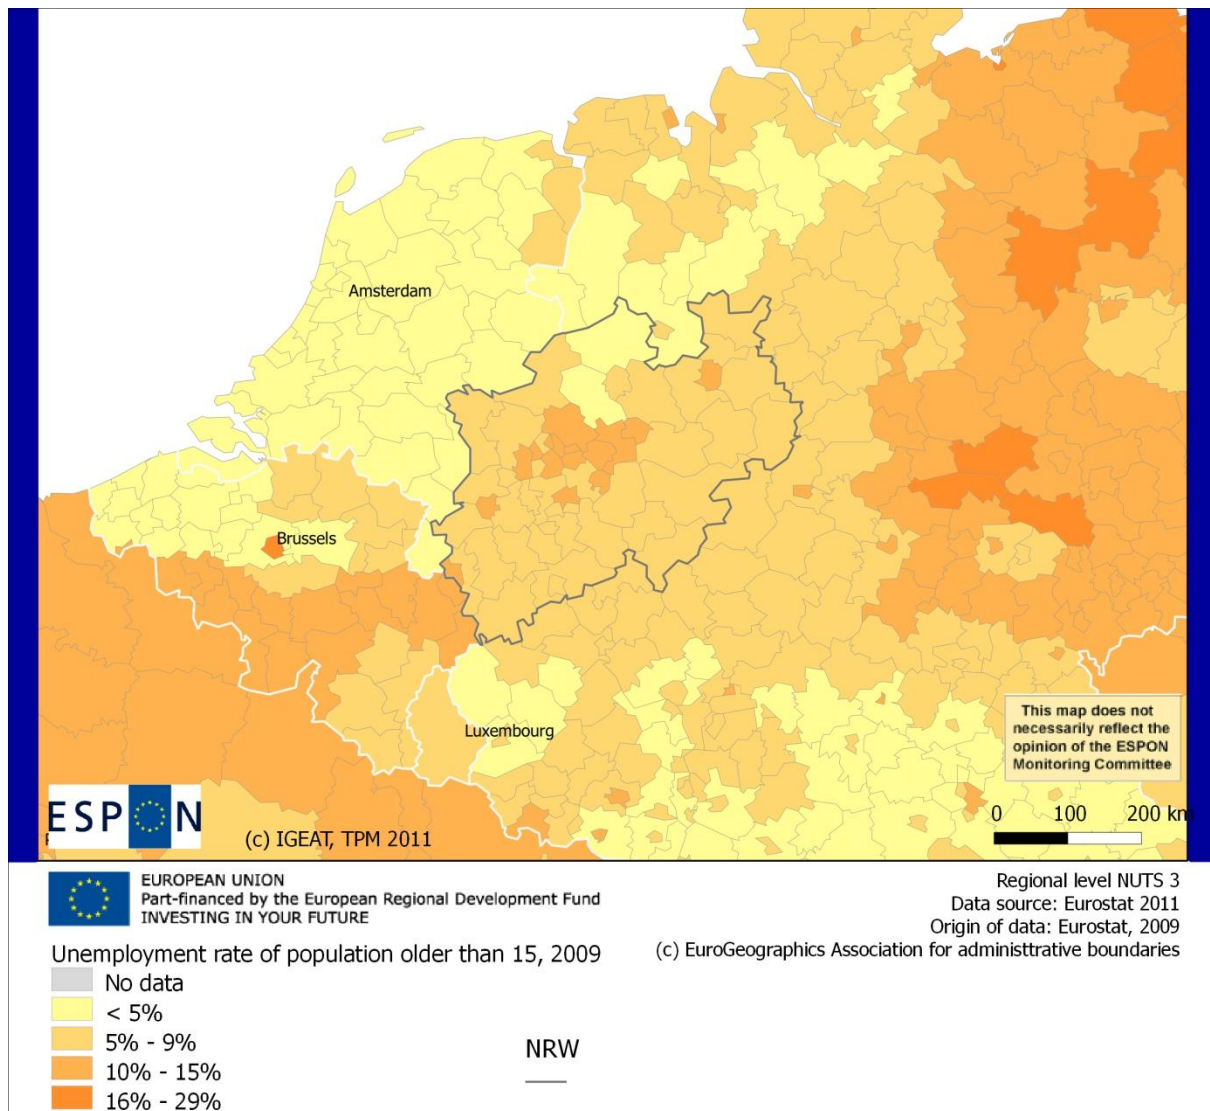 Amsterdam
Brussels
Luxembourg
This map does not
necessarily reflect the
opinion of the ESPON
Monitoring Committee
0 100 200 km
ESPON
(c) IGEAT, TPM 2011
EUROPEAN UNION
Part-financed by the European Regional Development Fund
INVESTING IN YOUR FUTURE
Regional level NUTS 3
Data source: Eurostat 2011
Origin of data: Eurostat, 2009
(c) EuroGeographics Association for administtrative boundaries
Unemployment rate of population older than 15, 2009
No data
< 5%
5% - 9%
10% - 15%
16% - 29%
NRW